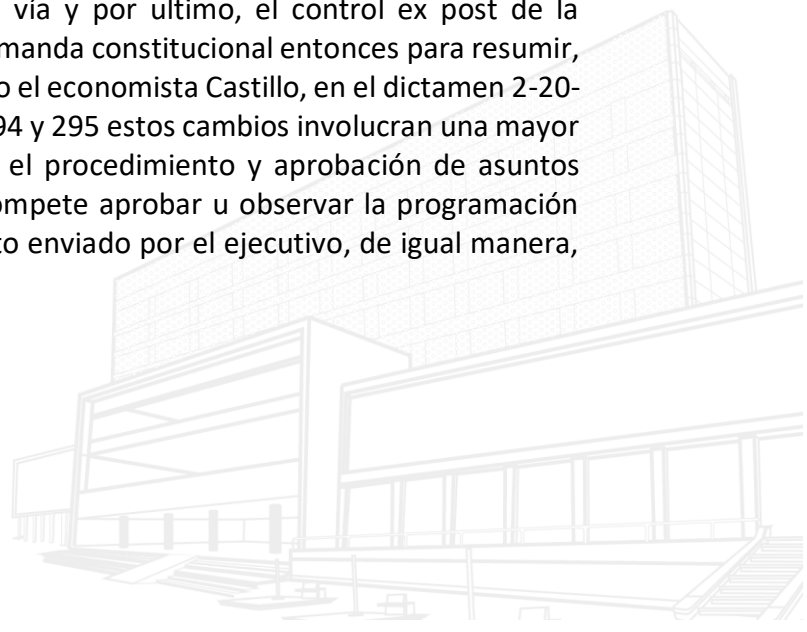 vía y por ultimo, el control ex post de la
manda constitucional entonces para resumir,
o el economista Castillo, en el dictamen 2-20-
94 y 295 estos cambios involucran una mayor
el procedimiento y aprobación de asuntos
ompete aprobar u observar la programación
to enviado por el ejecutivo, de igual manera,